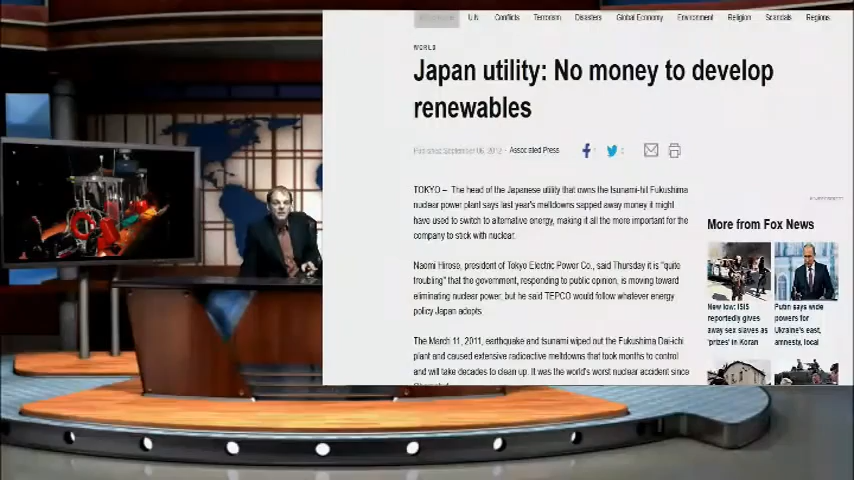 U.N. Conflicts Terrorism Disasters Global Economy Environment Religion Scandals Regions
WORLD
Japan utility: No money to develop
renewables
Published September 06, 2012 · Associated Press
TOKYO – The head of the Japanese utility that owns the tsunami-hit Fukushima
nuclear power plant says last year's meltdowns sapped away money it might
have used to switch to alternative energy, making it all the more important for the
company to stick with nuclear.
Naomi Hirose, president of Tokyo Electric Power Co., said Thursday it is "quite
troubling" that the government, responding to public opinion, is moving toward
eliminating nuclear power, but he said TEPCO would follow whatever energy
policy Japan adopts.
The March 11, 2011, earthquake and tsunami wiped out the Fukushima Dai-ichi
plant and caused extensive radioactive meltdowns that took months to control
and will take decades to clean up. It was the world's worst nuclear accident since
ADVERTISEMENT
More from Fox News
New low: ISIS
reportedly gives
away sex slaves as
'prizes' in Koran
Putin says wide
powers for
Ukraine's east,
amnesty, local